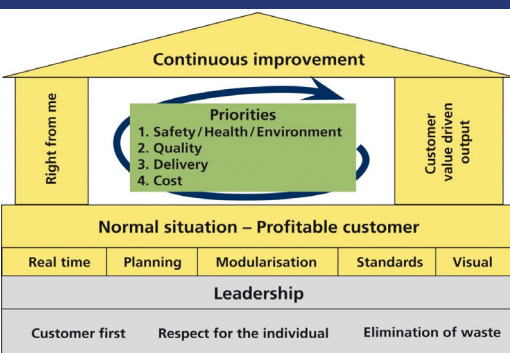 Continuous improvement
Right from me
Priorities
1. Safety/Health/Environment
2. Quality
3. Delivery
4. Cost
Customer
value driven
output
Normal situation – Profitable customer
Real time
Planning
Modularisation
Standards
Visual
Leadership
Customer first
Respect for the individual
Elimination of waste